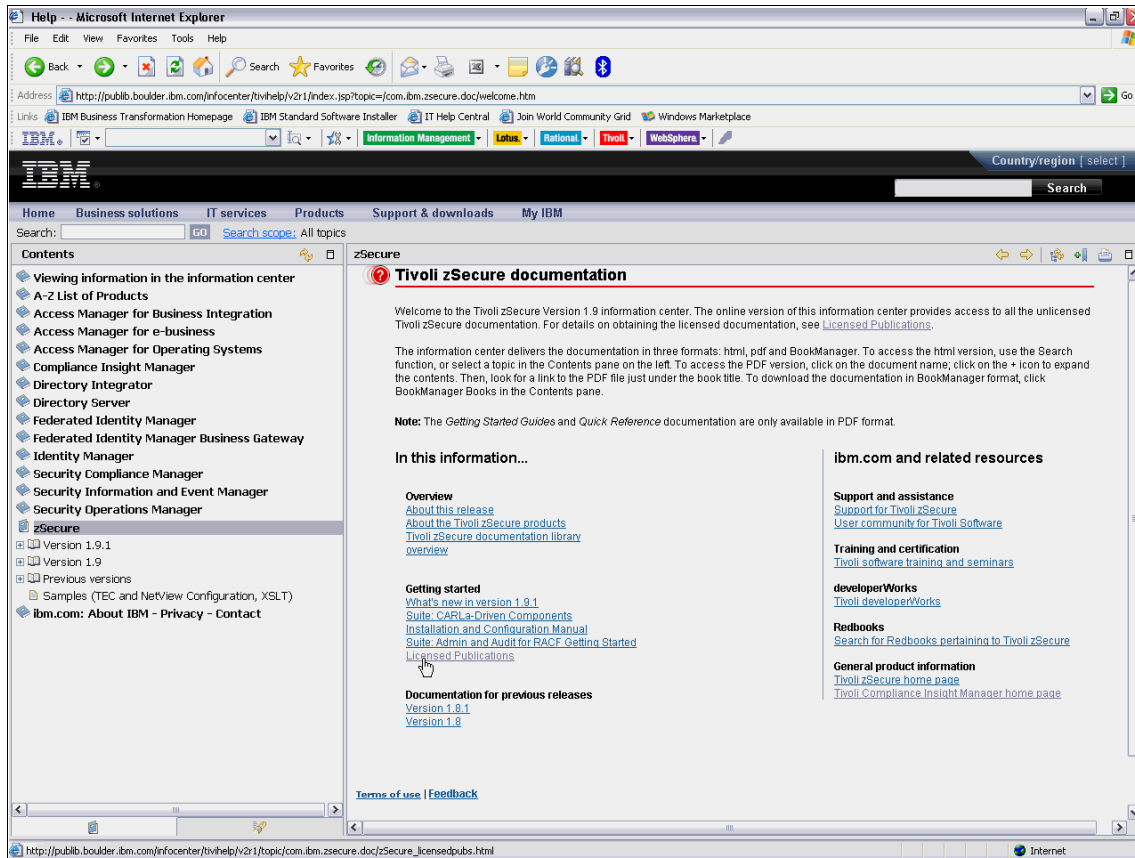 Help - - Microsoft Internet Explorer
File Edit View Favorites Tools Help
Back Search Favorites
Address http://publib.boulder.ibm.com/infocenter/tivihelp/v2r1/index.jsp?topic=/com.ibm.zsecure.doc/welcome.htm Go
Links IBM Business Transformation Homepage IBM Standard Software Installer IT Help Central Join World Community Grid Windows Marketplace
IBM Information Management Lotus. Rational. Tivoli. WebSphere.
Country/region [ select ]
IBM
Search
Home Business solutions IT services Products Support & downloads My IBM
Search: GO Search scope: All topics
Contents
Viewing information in the information center
A-Z List of Products
Access Manager for Business Integration
Access Manager for e-business
Access Manager for Operating Systems
Compliance Insight Manager
Directory Integrator
Directory Server
Federated Identity Manager
Federated Identity Manager Business Gateway
Identity Manager
Security Compliance Manager
Security Information and Event Manager
Security Operations Manager
zSecure
Version 1.9.1
Version 1.9
Previous versions
Samples (TEC and NetView Configuration, XSLT)
ibm.com: About IBM - Privacy - Contact
zSecure
Tivoli zSecure documentation
Welcome to the Tivoli zSecure Version 1.9 information center. The online version of this information center provides access to all the unlicensed
Tivoli zSecure documentation. For details on obtaining the licensed documentation, see Licensed Publications.
The information center delivers the documentation in three formats: html, pdf and BookManager. To access the html version, use the Search
function, or select a topic in the Contents pane on the left. To access the PDF version, click on the document name; click on the + icon to expand
the contents. Then, look for a link to the PDF file just under the book title. To download the documentation in BookManager format, click
BookManager Books in the Contents pane.
Note: The Getting Started Guides and Quick Reference documentation are only available in PDF format.
In this information...
Overview
About this release
About the Tivoli zSecure products
Tivoli zSecure documentation library
overview
Getting started
What's new in version 1.9.1
Suite: CARLa-Driven Components
Installation and Configuration Manual
Suite: Admin and Audit for RACF Getting Started
Licensed Publications
Documentation for previous releases
Version 1.8.1
Version 1.8
ibm.com and related resources
Support and assistance
Support for Tivoli zSecure
User community for Tivoli Software
Training and certification
Tivoli software training and seminars
developerWorks
Tivoli developerWorks
Redbooks
Search for Redbooks pertaining to Tivoli zSecure
General product information
Tivoli zSecure home page
Tivoli Compliance Insight Manager home page
Terms of use | Feedback
http://publib.boulder.ibm.com/infocenter/tivihelp/v2r1/topic/com.ibm.zsecure.doc/zSecure_licensedpubs.html Internet